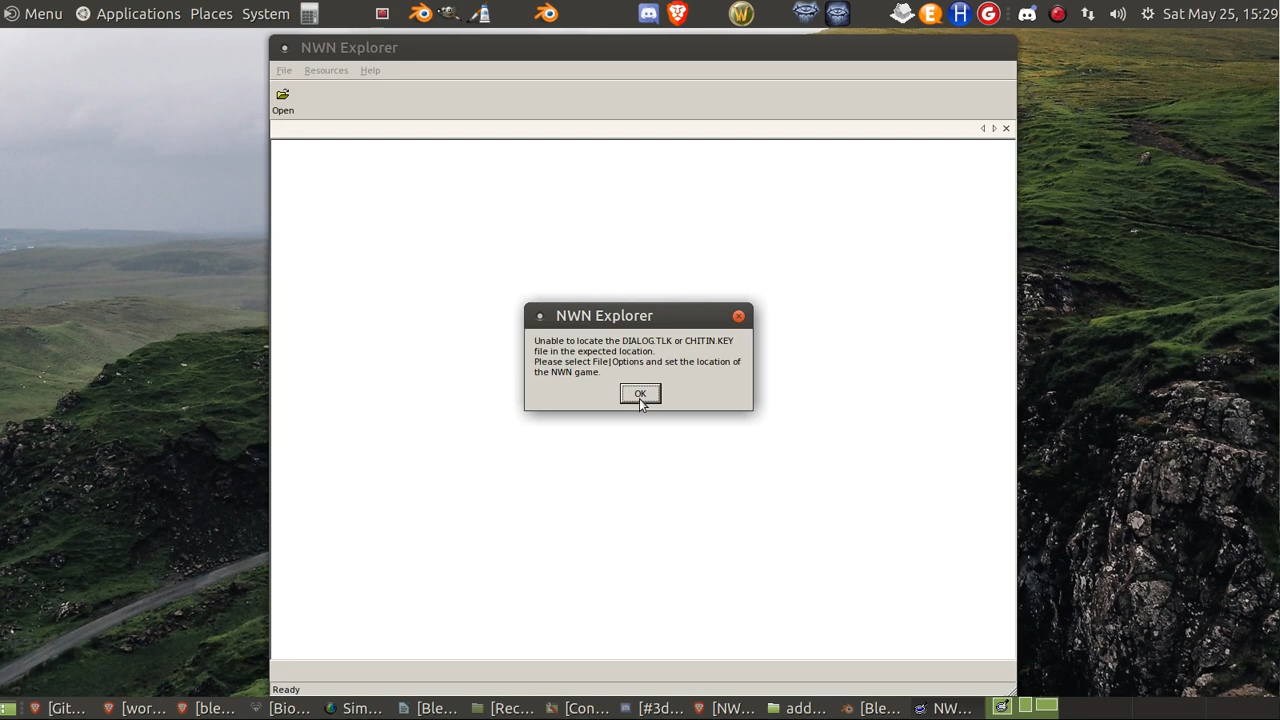 Menu Applications Places System Sat May 25, 15:29
NWN Explorer
File Resources Help
Open
NWN Explorer
Unable to locate the DIALOG.TLK or CHITIN.KEY
file in the expected location.
Please select File|Options and set the location of
the NWN game.
OK
Ready
[Git... [wor... [ble... [Bio... Sim... [Ble... [Rec... [Con... [#3d... [NW... add... [Ble... NW...